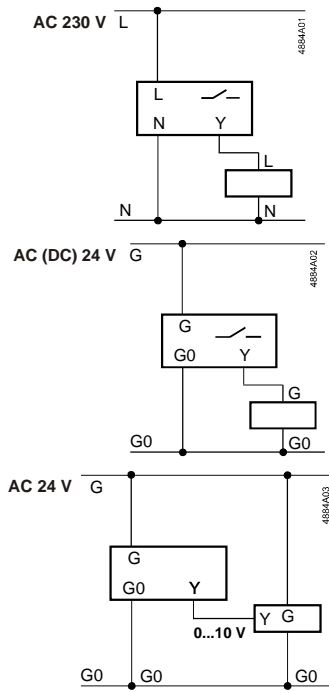 AC 230 V L
4884A01
L
N Y
L
N N
AC (DC) 24 V G
4884A02
G
G0 Y
G
G0 G0
AC 24 V G
4884A03
G
G0 Y
Y G
0...10 V
G0 G0 G0